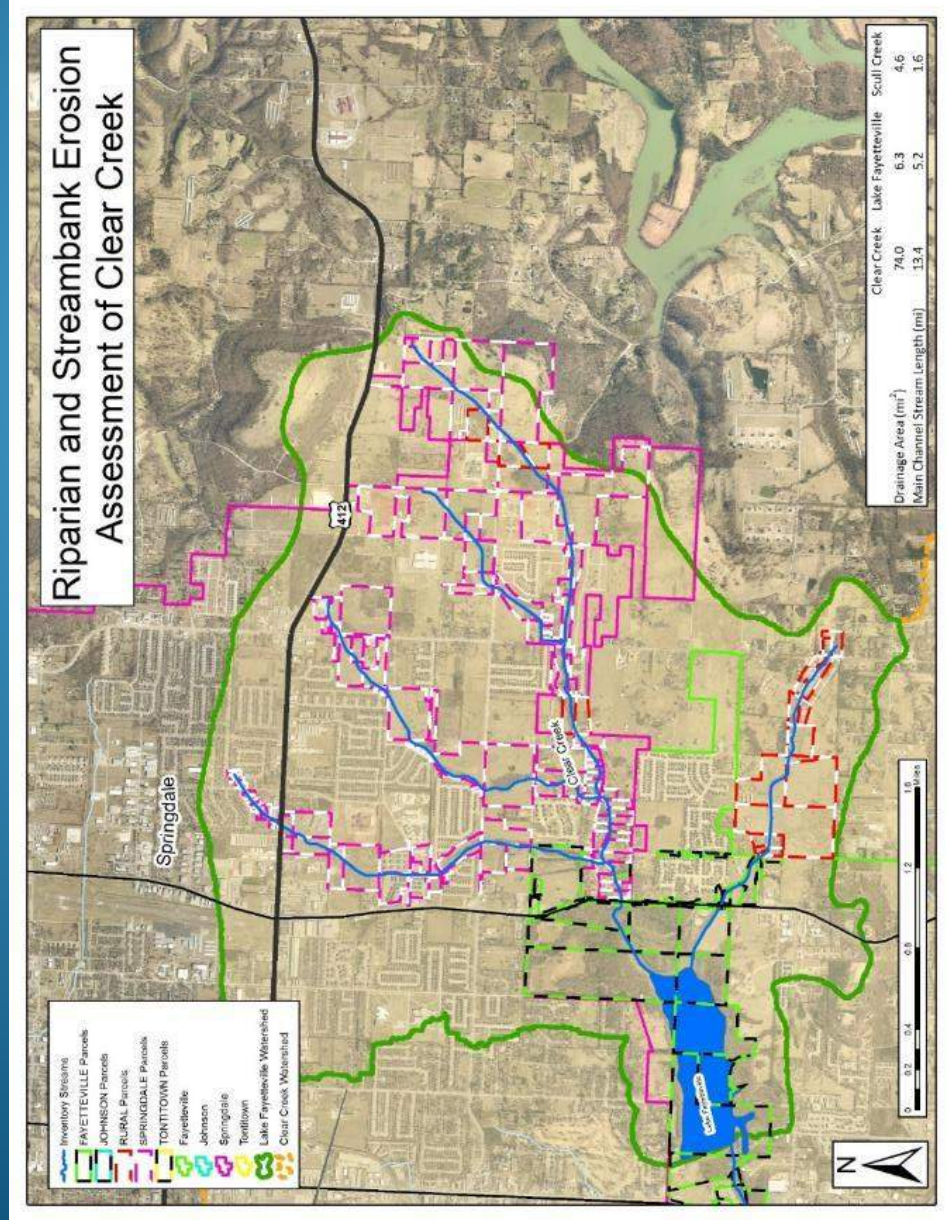 Riparian and Streambank Erosion
Assessment of Clear Creek
Springdale
412
Clear Creek
Lake Fayetteville
Inventory Streams
FAYETTEVILLE Parcels
JOHNSON Parcels
RURAL Parcels
SPRINGDALE Parcels
TONTITOWN Parcels
Fayetteville
Johnson
Springdale
Tontitown
Lake Fayetteville Watershed
Clear Creek Watershed
N
0 0.2 0.4 0.8 1.2 1.6
Miles
Clear Creek Lake Fayetteville Scull Creek
Drainage Area (mi²) 74.0 6.3 4.6
Main Channel Stream Length (mi) 13.4 5.2 1.6